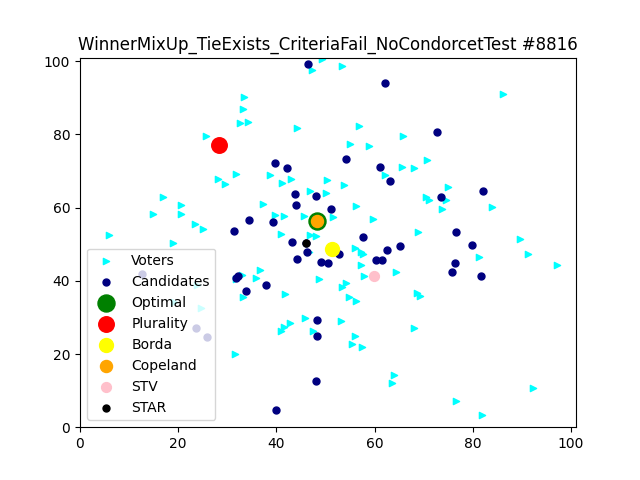 WinnerMixUp_TieExists_CriteriaFail_NoCondorcetTest #8816
100
80
60
40
20
0
Voters
Candidates
Optimal
Plurality
Borda
Copeland
STV
STAR
0 20 40 60 80 100